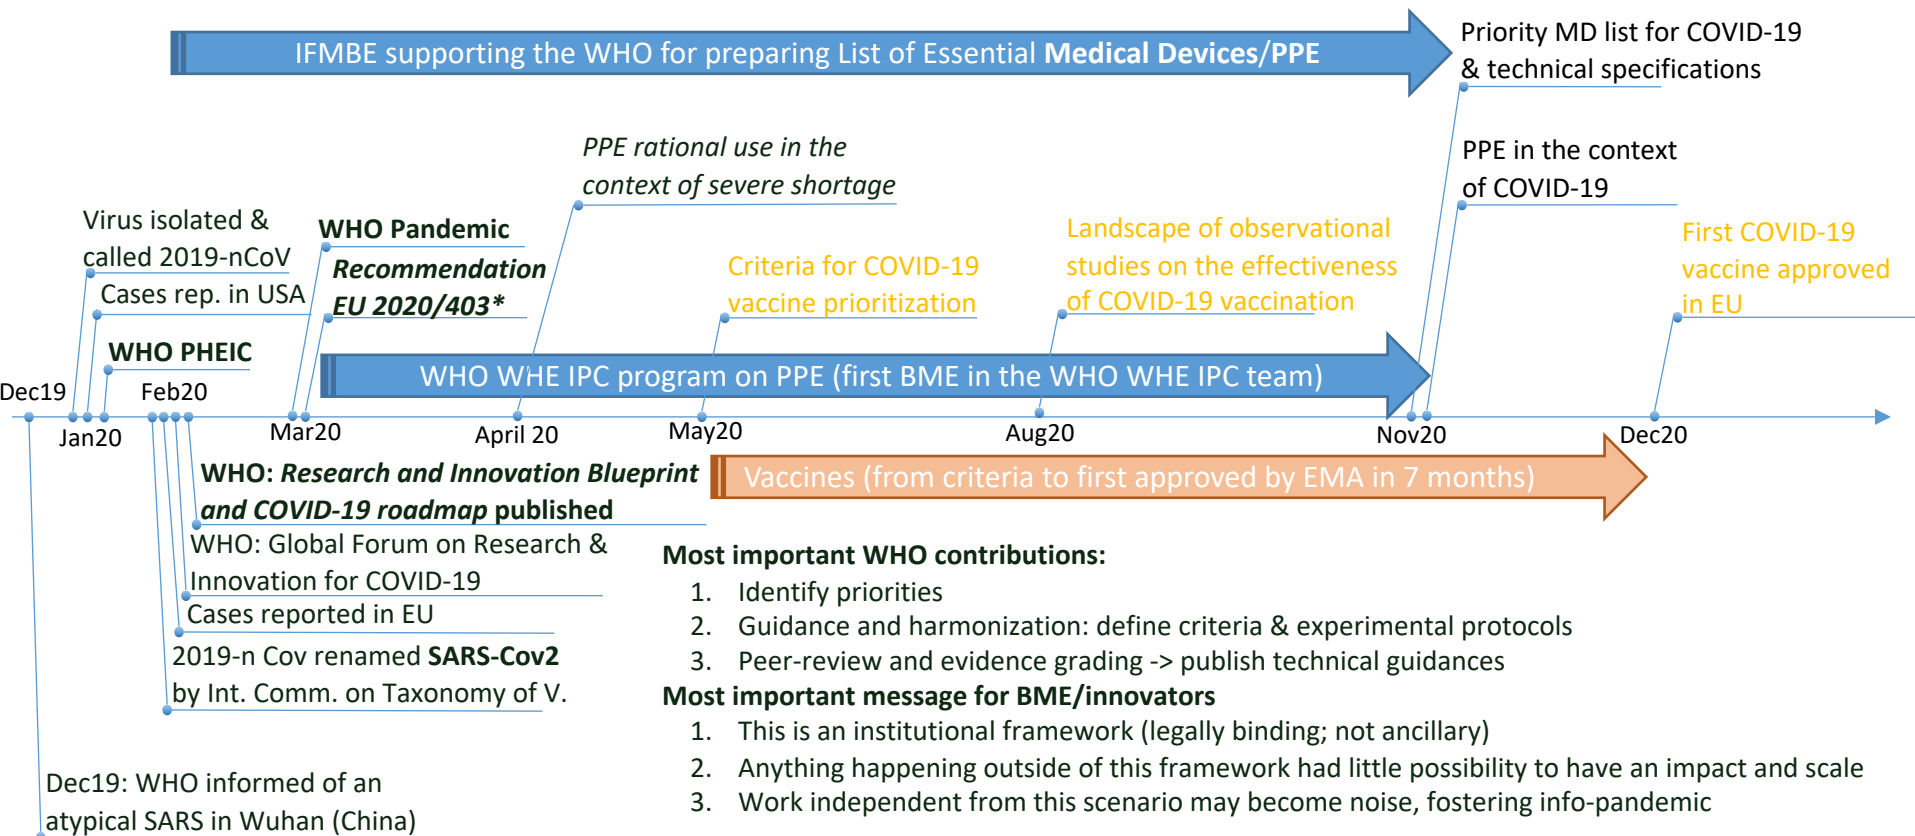 IFMBE supporting the WHO for preparing List of Essential Medical Devices/PPE
Priority MD list for COVID-19
& technical specifications
PPE rational use in the
context of severe shortage
PPE in the context
of COVID-19
Virus isolated &
called 2019-nCoV
Cases rep. in USA
WHO PHEIC
WHO Pandemic
Recommendation
EU 2020/403*
Criteria for COVID-19
vaccine prioritization
Landscape of observational
studies on the effectiveness
of COVID-19 vaccination
First COVID-19
vaccine approved
in EU
WHO WHE IPC program on PPE (first BME in the WHO WHE IPC team)
Dec19
Jan20
Feb20
Mar20
April 20
May20
Aug20
Nov20
Dec20
WHO: Research and Innovation Blueprint
and COVID-19 roadmap published
WHO: Global Forum on Research &
Innovation for COVID-19
Cases reported in EU
2019-n Cov renamed SARS-Cov2
by Int. Comm. on Taxonomy of V.
Dec19: WHO informed of an
atypical SARS in Wuhan (China)
Vaccines (from criteria to first approved by EMA in 7 months)
Most important WHO contributions:
1. Identify priorities
2. Guidance and harmonization: define criteria & experimental protocols
3. Peer-review and evidence grading -> publish technical guidances
Most important message for BME/innovators
1. This is an institutional framework (legally binding; not ancillary)
2. Anything happening outside of this framework had little possibility to have an impact and scale
3. Work independent from this scenario may become noise, fostering info-pandemic